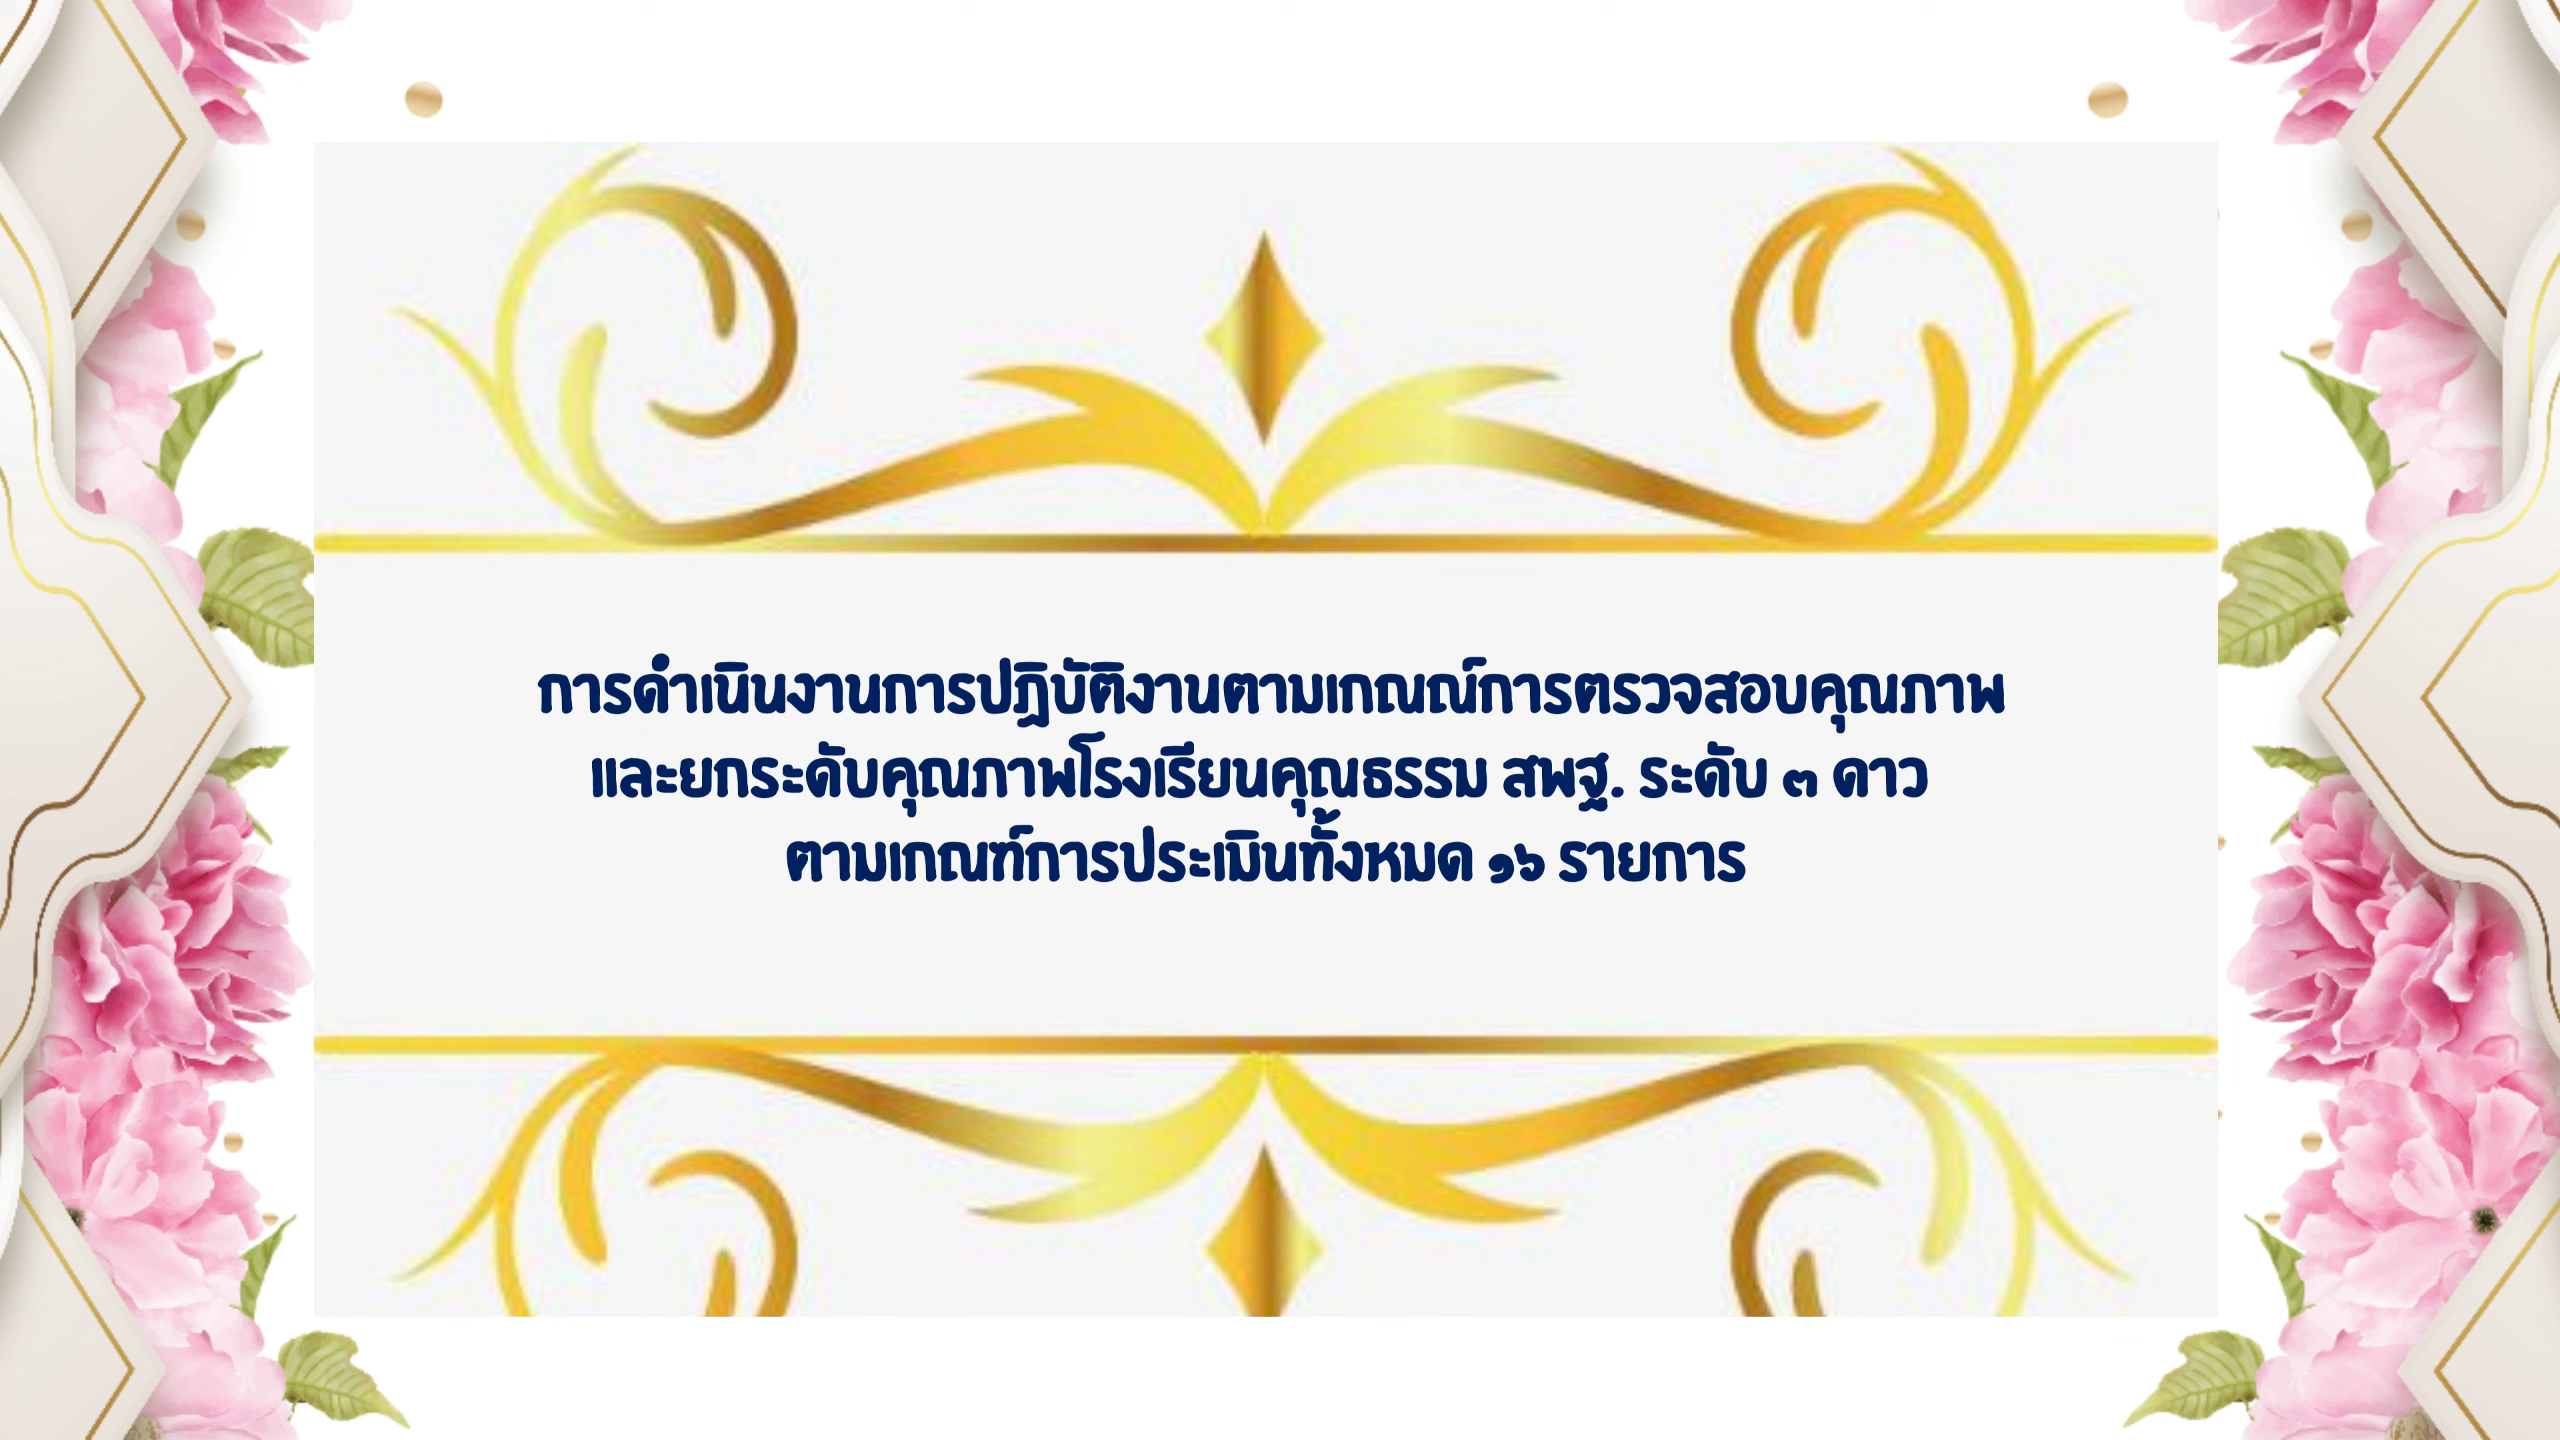 การดำเนินงานการปฏิบัติงานตามเกณณ์การตรวจสอบคุณภาพ
และยกระดับคุณภาพโรงเรียนคุณธรรม สพฐ. ระดับ ๓ ดาว
ตามเกณฑ์การประเมินทั้งหมด ๑๖ รายการ